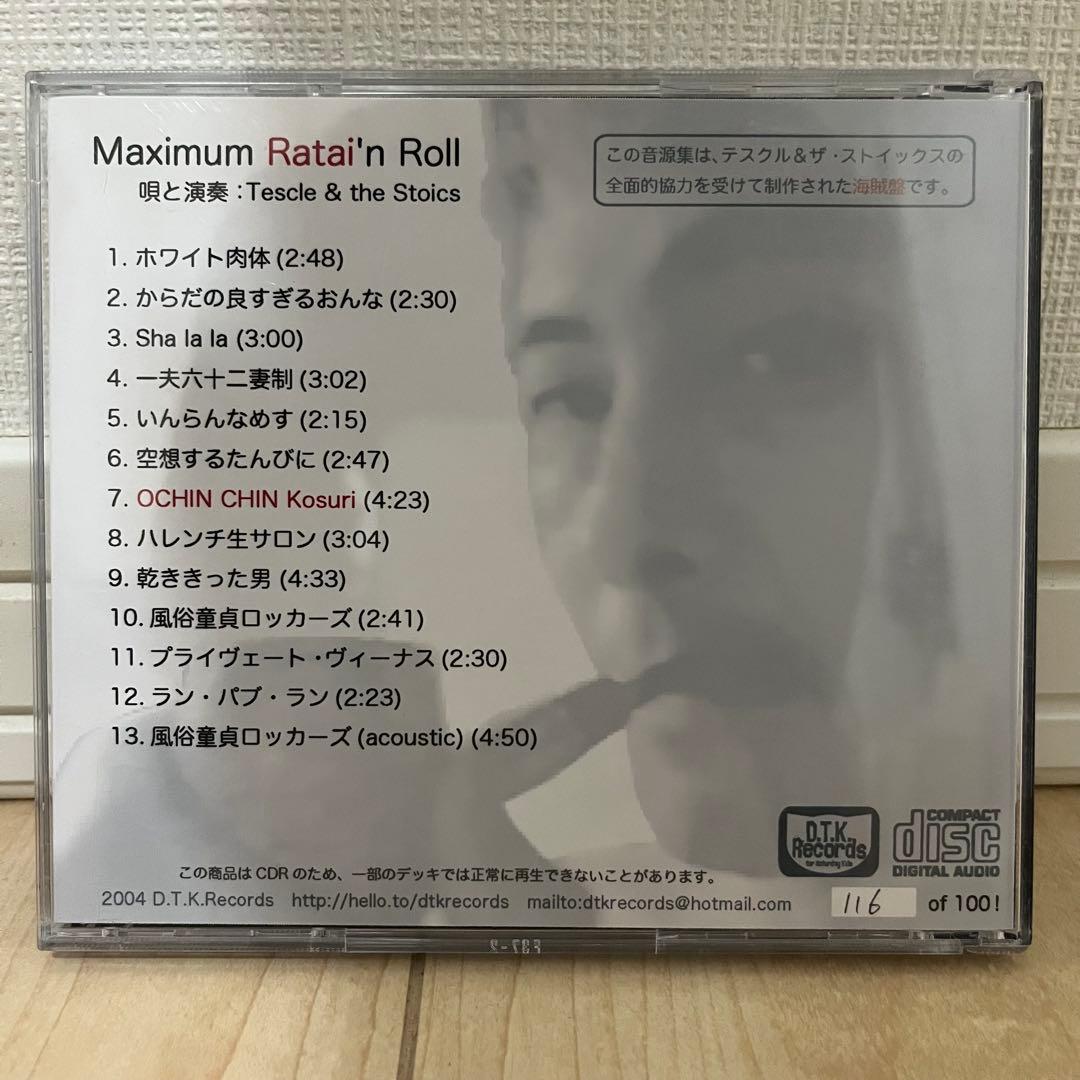 Maximum Ratai'n Roll
唄と演奏：Tescle & the Stoics
この音源集は、テスクル＆ザ・ストイックスの
全面的協力を受けて制作された海賊盤です。
1. ホワイト肉体 (2:48)
2. からだの良すぎるおんな (2:30)
3. Sha la la (3:00)
4. 一夫六十二妻制 (3:02)
5. いんらんなめす (2:15)
6. 空想するたんびに (2:47)
7. OCHIN CHIN Kosuri (4:23)
8. ハレンチ生サロン (3:04)
9. 乾ききった男 (4:33)
10. 風俗童貞ロッカーズ (2:41)
11. プライヴェート・ヴィーナス (2:30)
12. ラン・パブ・ラン (2:23)
13. 風俗童貞ロッカーズ (acoustic) (4:50)
D.T.K.
Records
for Saturday Kids
COMPACT
disc
DIGITAL AUDIO
この商品は CDR のため、一部のデッキでは正常に再生できないことがあります。
2004 D.T.K.Records http://hello.to/dtkrecords mailto:dtkrecords@hotmail.com 116 of 100!